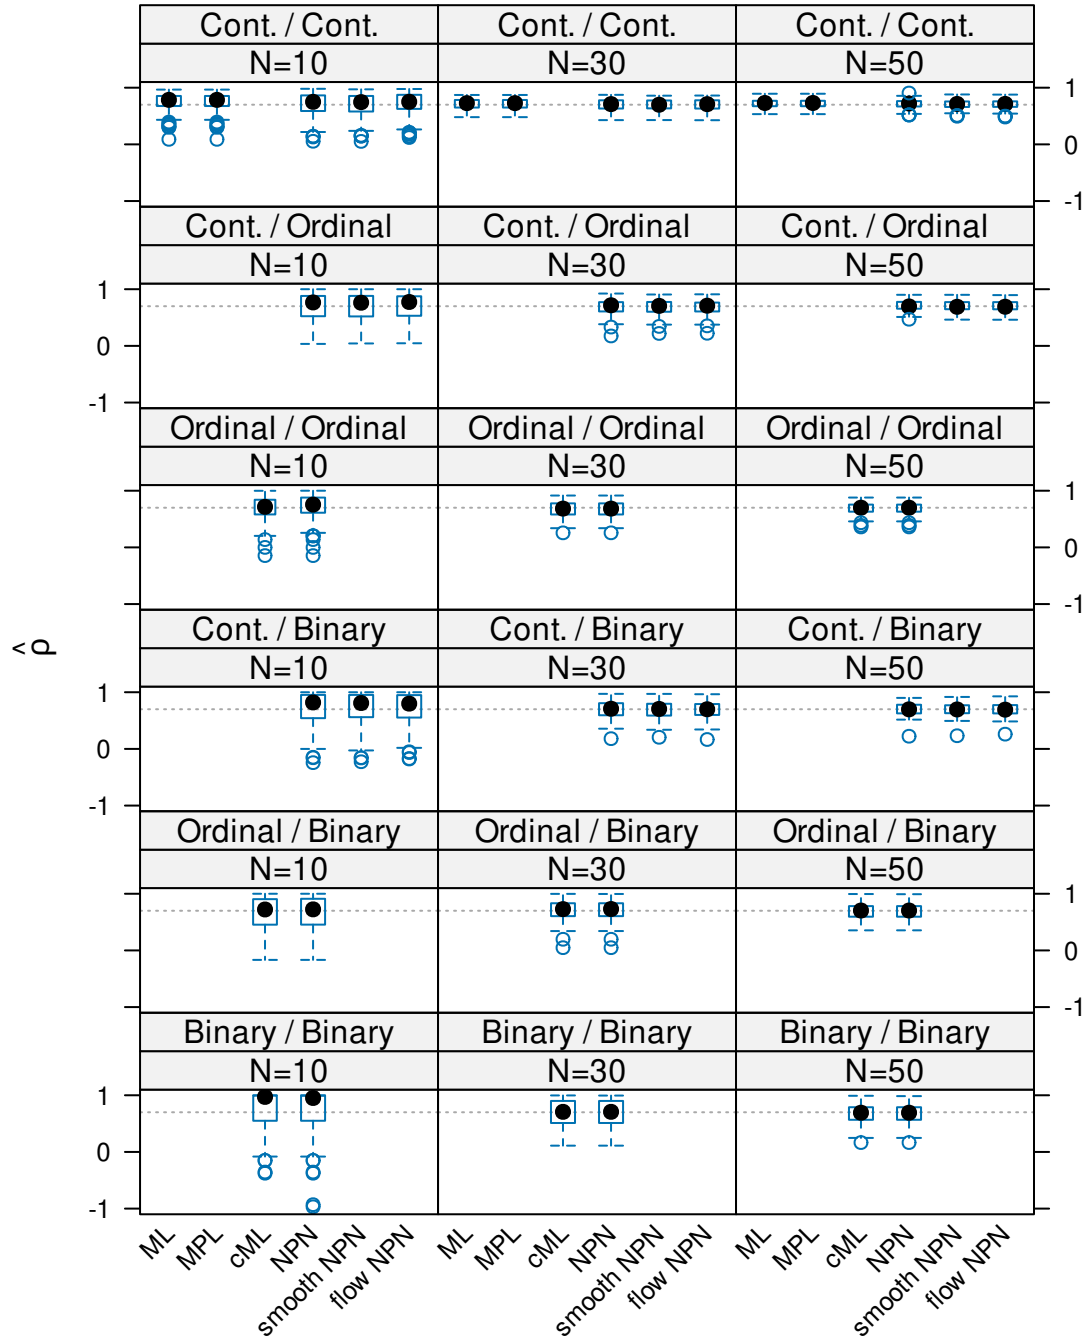 Cont. / Cont. Cont. / Cont. Cont. / Cont.
N=10 N=30 N=50
1
0
-1
Cont. / Ordinal Cont. / Ordinal Cont. / Ordinal
N=10 N=30 N=50
1
0
-1
Ordinal / Ordinal Ordinal / Ordinal Ordinal / Ordinal
N=10 N=30 N=50
1
0
-1
Cont. / Binary Cont. / Binary Cont. / Binary
N=10 N=30 N=50
1
0
-1
Ordinal / Binary Ordinal / Binary Ordinal / Binary
N=10 N=30 N=50
1
0
-1
Binary / Binary Binary / Binary Binary / Binary
N=10 N=30 N=50
1
0
-1
ρ̂
ML MPL cML NPN smooth NPN flow NPN ML MPL cML NPN smooth NPN flow NPN ML MPL cML NPN smooth NPN flow NPN